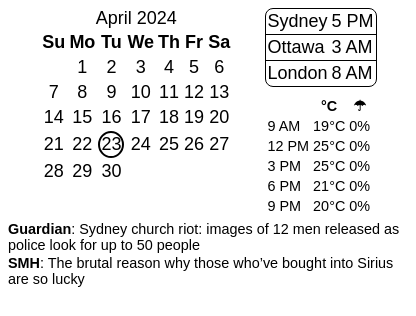 April 2024
Su Mo Tu We Th Fr Sa
1 2 3 4 5 6
7 8 9 10 11 12 13
14 15 16 17 18 19 20
21 22 23 24 25 26 27
28 29 30
Sydney 5 PM
Ottawa 3 AM
London 8 AM
°C ☂
9 AM 19°C 0%
12 PM 25°C 0%
3 PM 25°C 0%
6 PM 21°C 0%
9 PM 20°C 0%
Guardian: Sydney church riot: images of 12 men released as
police look for up to 50 people
SMH: The brutal reason why those who’ve bought into Sirius
are so lucky